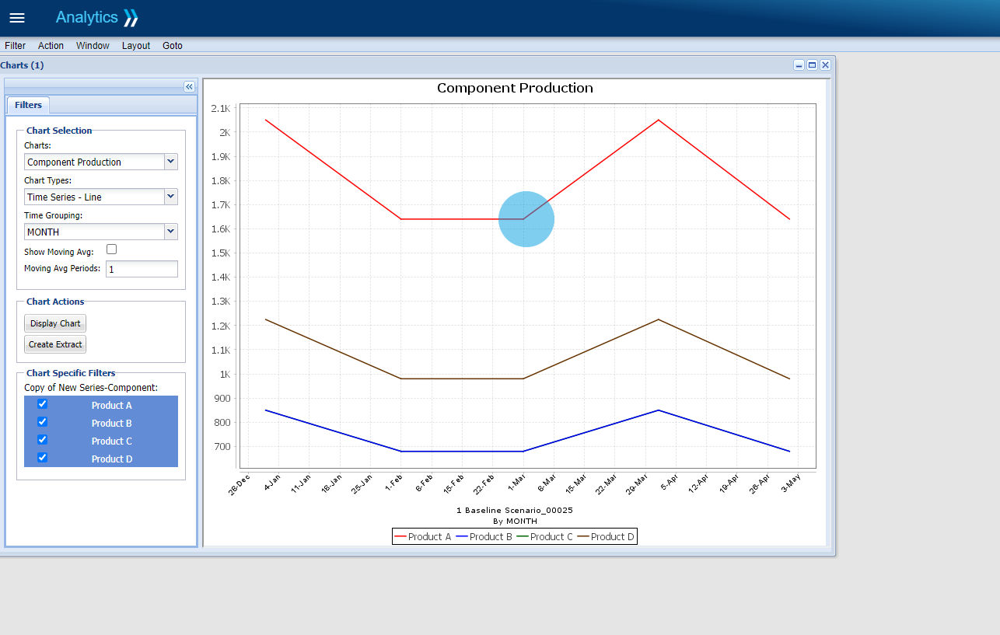 Analytics
Filter Action Window Layout Goto
Charts (1)
Filters
Chart Selection
Charts:
Component Production
Chart Types:
Time Series - Line
Time Grouping:
MONTH
Show Moving Avg:
Moving Avg Periods: 1
Chart Actions
Display Chart
Create Extract
Chart Specific Filters
Copy of New Series-Component:
Product A
Product B
Product C
Product D
Component Production
2.1K
2K
1.9K
1.8K
1.7K
1.6K
1.5K
1.4K
1.3K
1.2K
1.1K
1K
900
800
700
28-Dec 4-Jan 11-Jan 18-Jan 25-Jan 1-Feb 8-Feb 15-Feb 22-Feb 1-Mar 8-Mar 15-Mar 22-Mar 29-Mar 5-Apr 12-Apr 19-Apr 26-Apr 3-May
1 Baseline Scenario_00025
By MONTH
Product A Product B Product C Product D